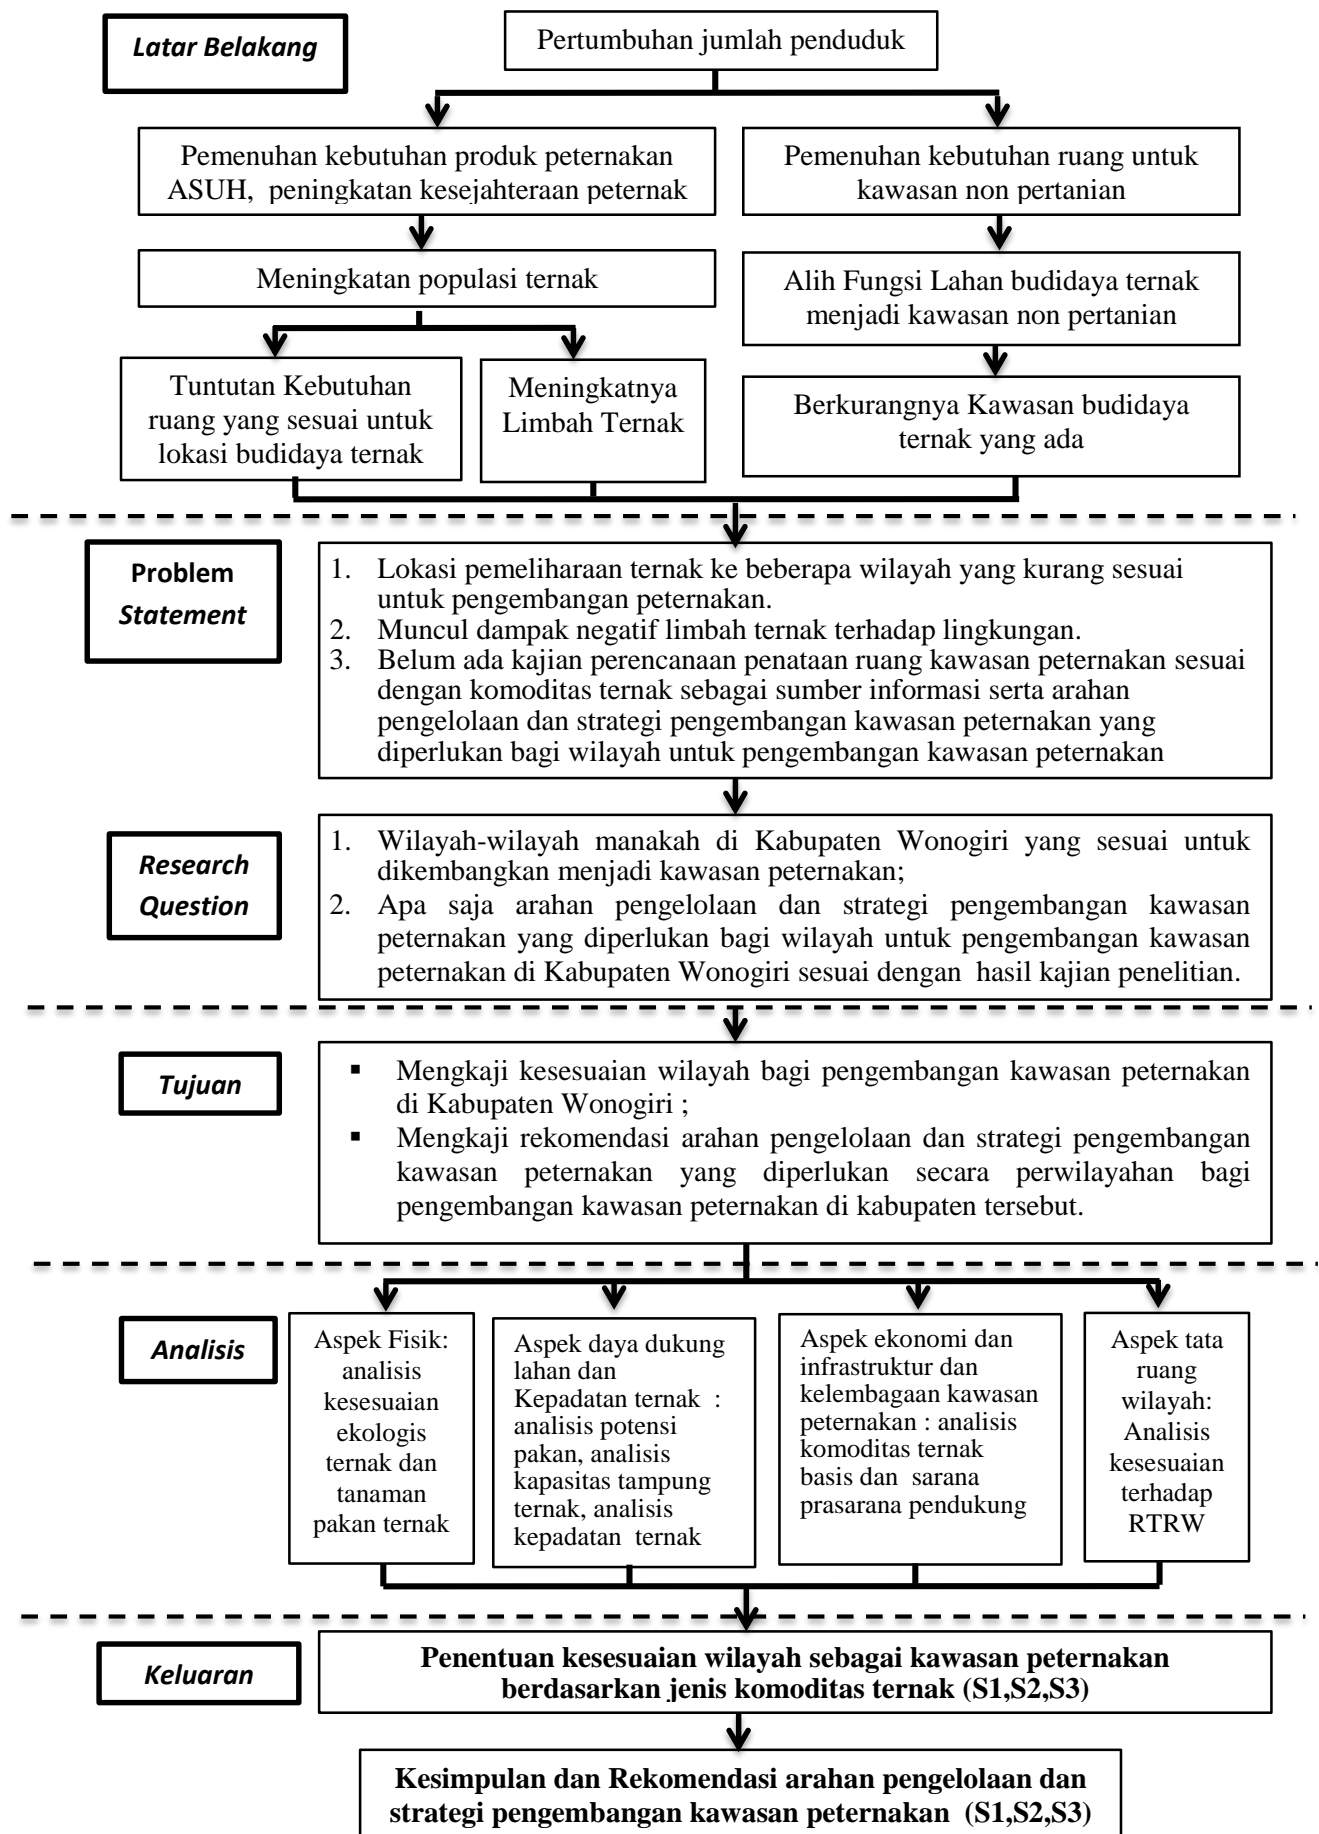 Latar Belakang
Pertumbuhan jumlah penduduk
Pemenuhan kebutuhan produk peternakan
ASUH, peningkatan kesejahteraan peternak
Pemenuhan kebutuhan ruang untuk
kawasan non pertanian
Meningkatan populasi ternak
Alih Fungsi Lahan budidaya ternak
menjadi kawasan non pertanian
Tuntutan Kebutuhan
ruang yang sesuai untuk
lokasi budidaya ternak
Meningkatnya
Limbah Ternak
Berkurangnya Kawasan budidaya
ternak yang ada
Problem
Statement
1. Lokasi pemeliharaan ternak ke beberapa wilayah yang kurang sesuai
untuk pengembangan peternakan.
2. Muncul dampak negatif limbah ternak terhadap lingkungan.
3. Belum ada kajian perencanaan penataan ruang kawasan peternakan sesuai
dengan komoditas ternak sebagai sumber informasi serta arahan
pengelolaan dan strategi pengembangan kawasan peternakan yang
diperlukan bagi wilayah untuk pengembangan kawasan peternakan
Research
Question
1. Wilayah-wilayah manakah di Kabupaten Wonogiri yang sesuai untuk
dikembangkan menjadi kawasan peternakan;
2. Apa saja arahan pengelolaan dan strategi pengembangan kawasan
peternakan yang diperlukan bagi wilayah untuk pengembangan kawasan
peternakan di Kabupaten Wonogiri sesuai dengan hasil kajian penelitian.
Tujuan
▪ Mengkaji kesesuaian wilayah bagi pengembangan kawasan peternakan
di Kabupaten Wonogiri ;
▪ Mengkaji rekomendasi arahan pengelolaan dan strategi pengembangan
kawasan peternakan yang diperlukan secara perwilayahan bagi
pengembangan kawasan peternakan di kabupaten tersebut.
Analisis
Aspek Fisik:
analisis
kesesuaian
ekologis
ternak dan
tanaman
pakan ternak
Aspek daya dukung
lahan dan
Kepadatan ternak :
analisis potensi
pakan, analisis
kapasitas tampung
ternak, analisis
kepadatan ternak
Aspek ekonomi dan
infrastruktur dan
kelembagaan kawasan
peternakan : analisis
komoditas ternak
basis dan sarana
prasarana pendukung
Aspek tata
ruang
wilayah:
Analisis
kesesuaian
terhadap
RTRW
Keluaran
Penentuan kesesuaian wilayah sebagai kawasan peternakan
berdasarkan jenis komoditas ternak (S1,S2,S3)
Kesimpulan dan Rekomendasi arahan pengelolaan dan
strategi pengembangan kawasan peternakan (S1,S2,S3)